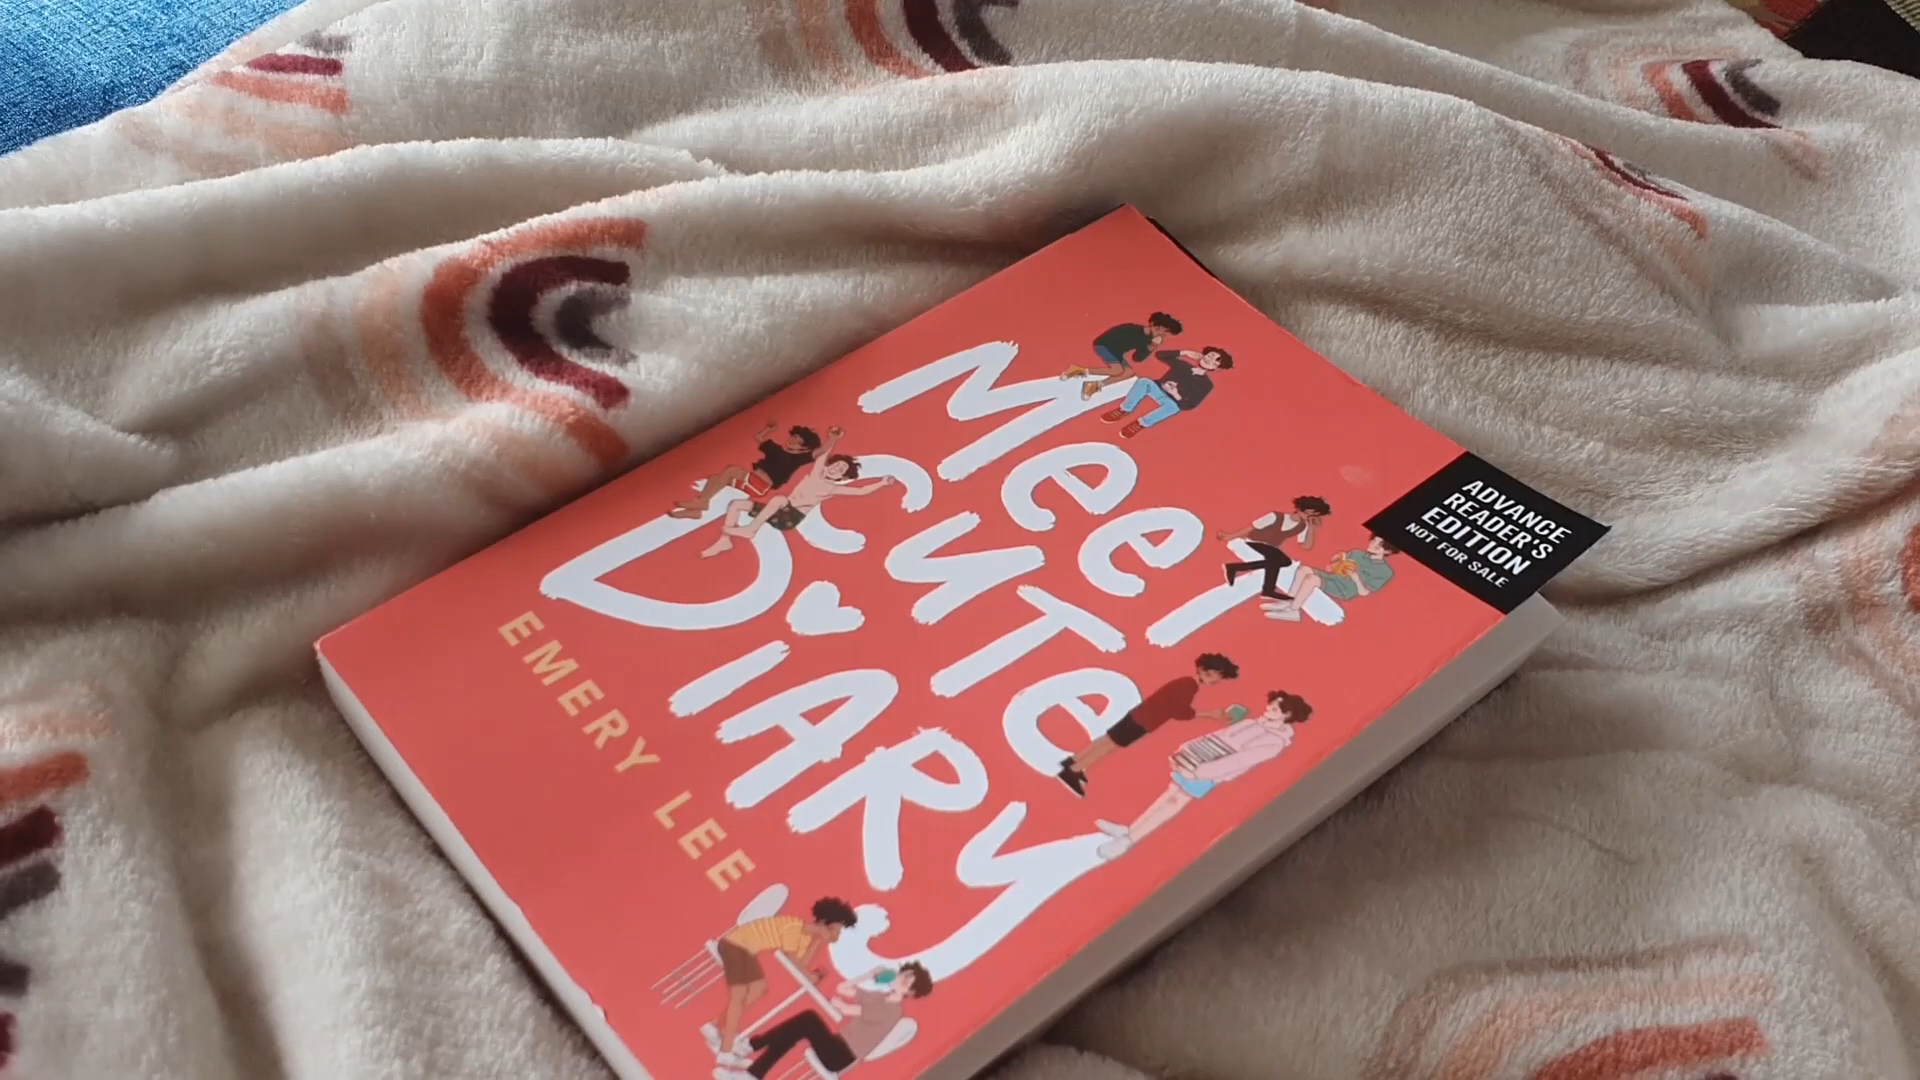 Meet
Cute
Diary
EMERY LEE
ADVANCE
READER'S
EDITION
NOT FOR SALE